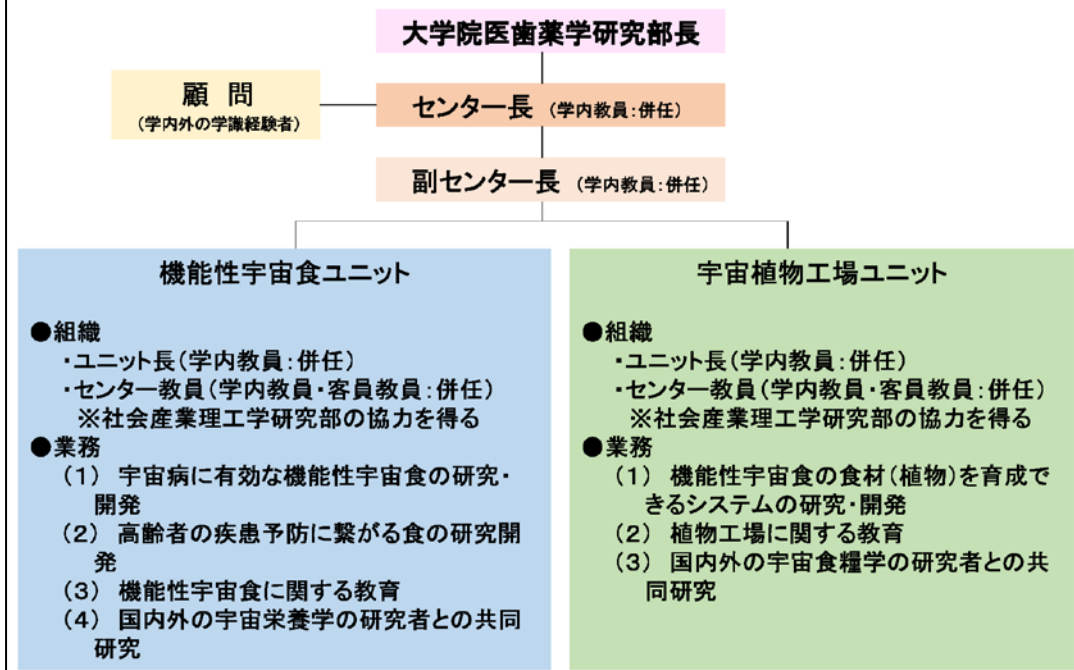 大学院医歯薬学研究部長
顧 問
(学内外の学識経験者)
センター長 (学内教員:併任)
副センター長 (学内教員:併任)
機能性宇宙食ユニット
●組織
・ユニット長(学内教員:併任)
・センター教員(学内教員・客員教員:併任)
※社会産業理工学研究部の協力を得る
●業務
(1) 宇宙病に有効な機能性宇宙食の研究・
開発
(2) 高齢者の疾患予防に繋がる食の研究開
発
(3) 機能性宇宙食に関する教育
(4) 国内外の宇宙栄養学の研究者との共同
研究
宇宙植物工場ユニット
●組織
・ユニット長(学内教員:併任)
・センター教員(学内教員・客員教員:併任)
※社会産業理工学研究部の協力を得る
●業務
(1) 機能性宇宙食の食材(植物)を育成で
きるシステムの研究・開発
(2) 植物工場に関する教育
(3) 国内外の宇宙食糧学の研究者との共
同研究